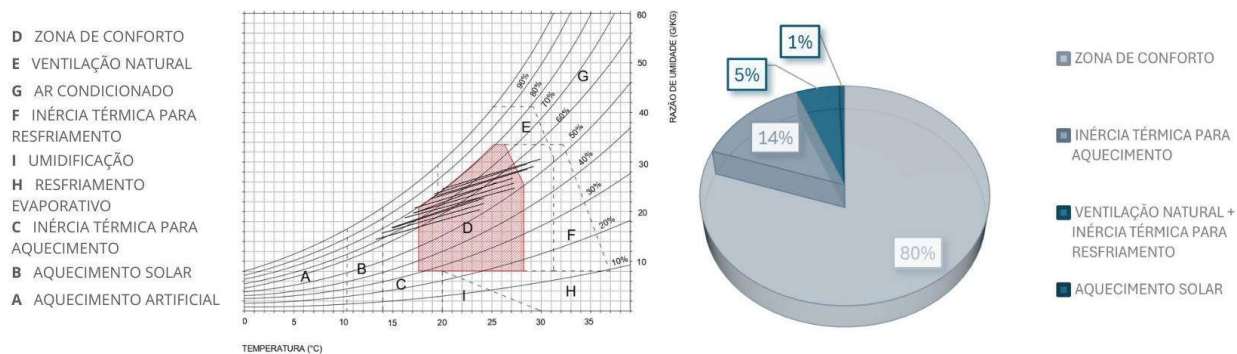 D ZONA DE CONFORTO
E VENTILAÇÃO NATURAL
G AR CONDICIONADO
F INÉRCIA TÉRMICA PARA
RESFRIAMENTO
I UMIDIFICAÇÃO
H RESFRIAMENTO
EVAPORATIVO
C INÉRCIA TÉRMICA PARA
AQUECIMENTO
B AQUECIMENTO SOLAR
A AQUECIMENTO ARTIFICIAL
60
50
40
30
20
10
RAZÃO DE UMIDADE (G/KG)
90%
80%
70%
60%
50%
40%
30%
20%
10%
G
E
D
F
A
B
C
I
H
0
5
10
15
20
25
30
35
TEMPERATURA (°C)
1%
5%
14%
80%
ZONA DE CONFORTO
INÉRCIA TÉRMICA PARA
AQUECIMENTO
VENTILAÇÃO NATURAL +
INÉRCIA TÉRMICA PARA
RESFRIAMENTO
AQUECIMENTO SOLAR